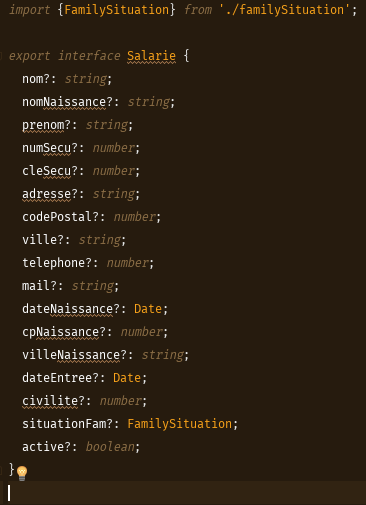 import {FamilySituation} from './familySituation';
export interface Salarie {
nom?: string;
nomNaissance?: string;
prenom?: string;
numSecu?: number;
cleSecu?: number;
adresse?: string;
codePostal?: number;
ville?: string;
telephone?: number;
mail?: string;
dateNaissance?: Date;
cpNaissance?: number;
villeNaissance?: string;
dateEntree?: Date;
civilite?: number;
situationFam?: FamilySituation;
active?: boolean;
}